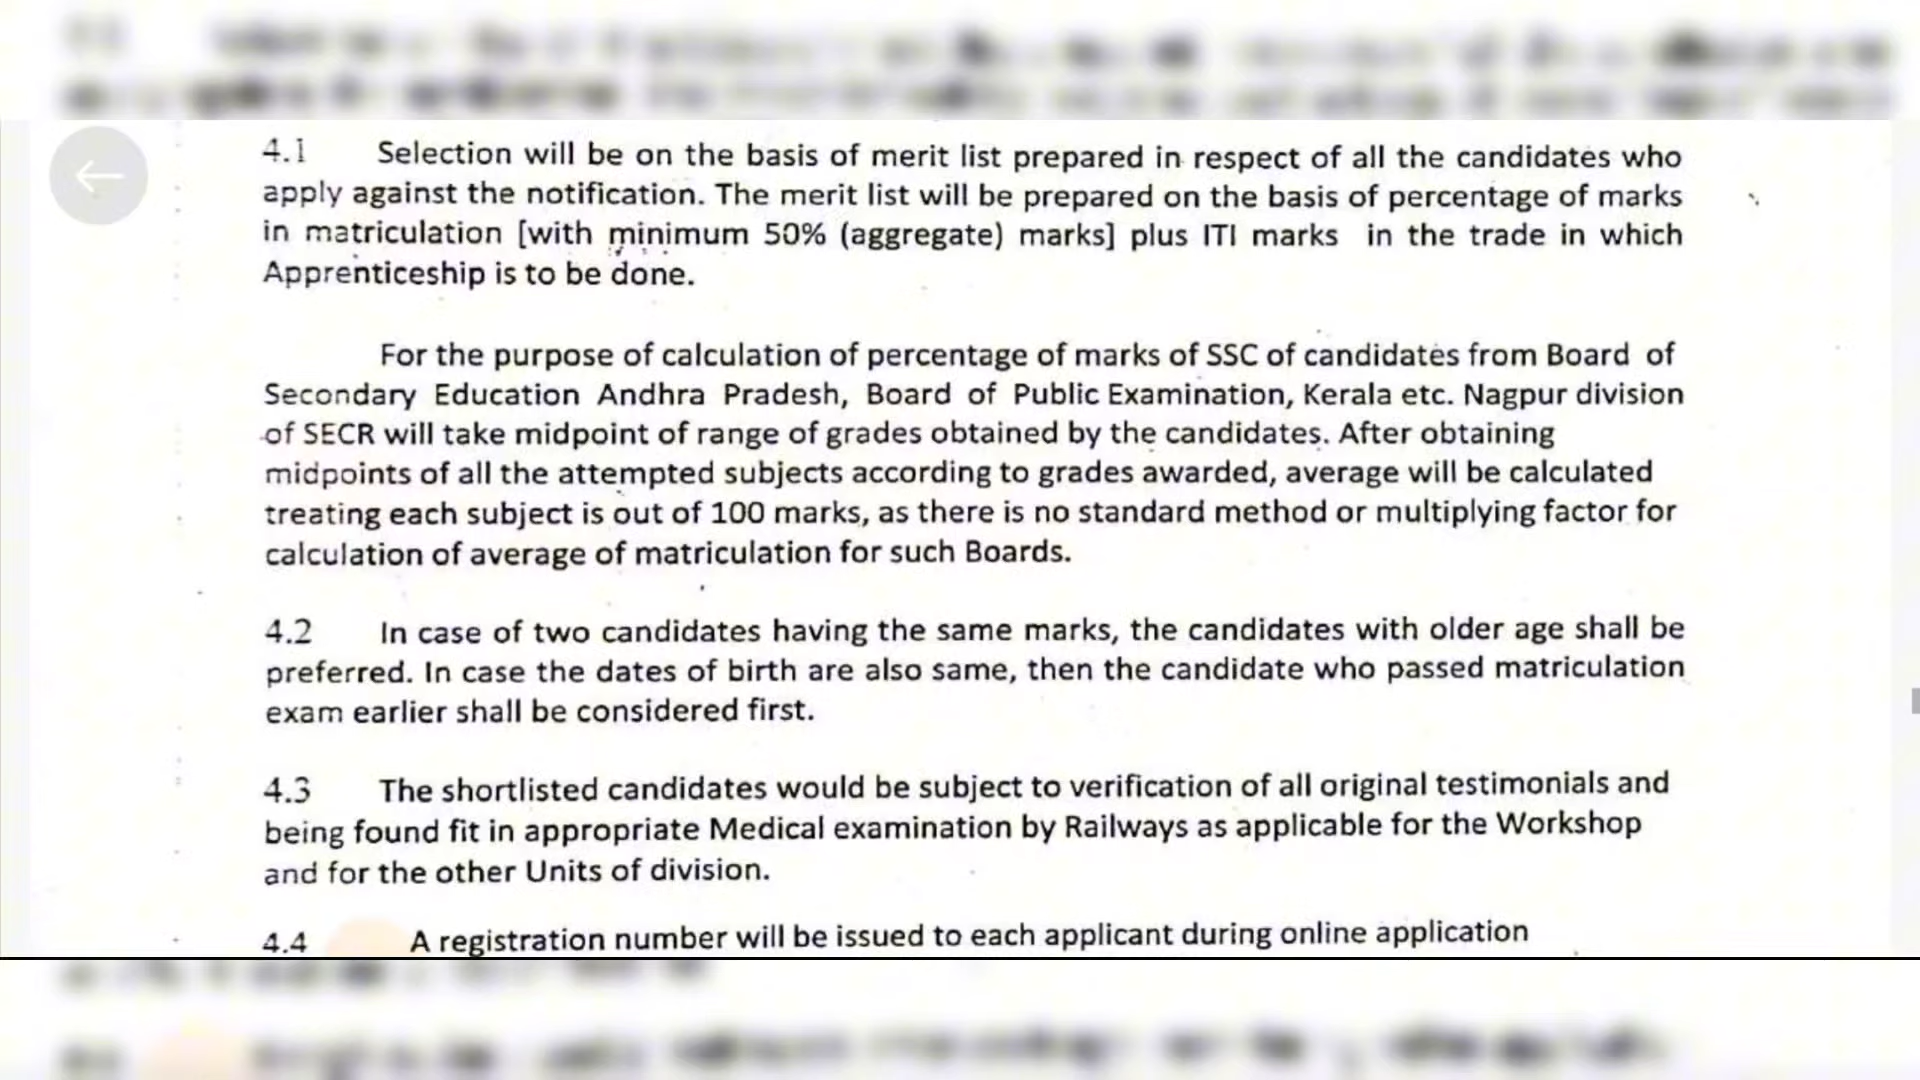 4.1 Selection will be on the basis of merit list prepared in respect of all the candidates who
apply against the notification. The merit list will be prepared on the basis of percentage of marks
in matriculation [with minimum 50% (aggregate) marks] plus ITI marks in the trade in which
Apprenticeship is to be done.
For the purpose of calculation of percentage of marks of SSC of candidates from Board of
Secondary Education Andhra Pradesh, Board of Public Examination, Kerala etc. Nagpur division
of SECR will take midpoint of range of grades obtained by the candidates. After obtaining
midpoints of all the attempted subjects according to grades awarded, average will be calculated
treating each subject is out of 100 marks, as there is no standard method or multiplying factor for
calculation of average of matriculation for such Boards.
4.2 In case of two candidates having the same marks, the candidates with older age shall be
preferred. In case the dates of birth are also same, then the candidate who passed matriculation
exam earlier shall be considered first.
4.3 The shortlisted candidates would be subject to verification of all original testimonials and
being found fit in appropriate Medical examination by Railways as applicable for the Workshop
and for the other Units of division.
4.4 A registration number will be issued to each applicant during online application